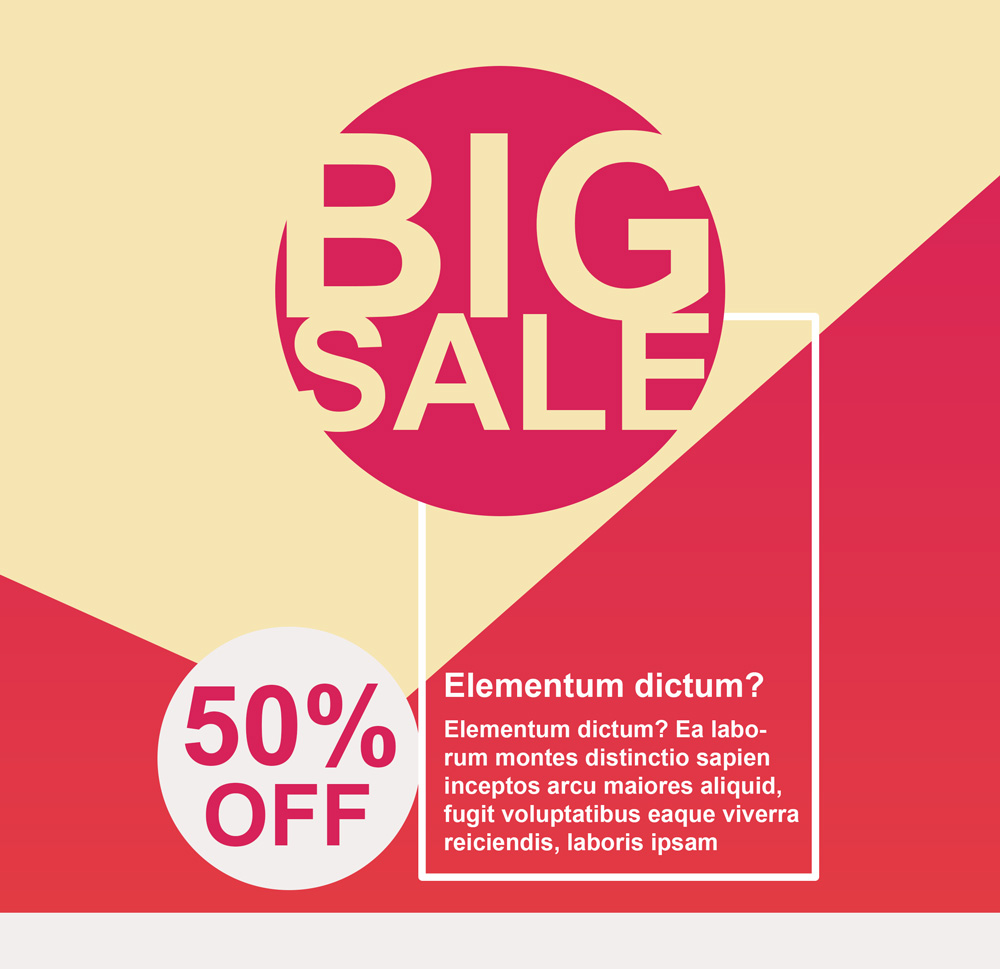 BIG
SALE
50%
OFF
Elementum dictum?
Elementum dictum? Ea labo-
rum montes distinctio sapien
inceptos arcu maiores aliquid,
fugit voluptatibus eaque viverra
reiciendis, laboris ipsam